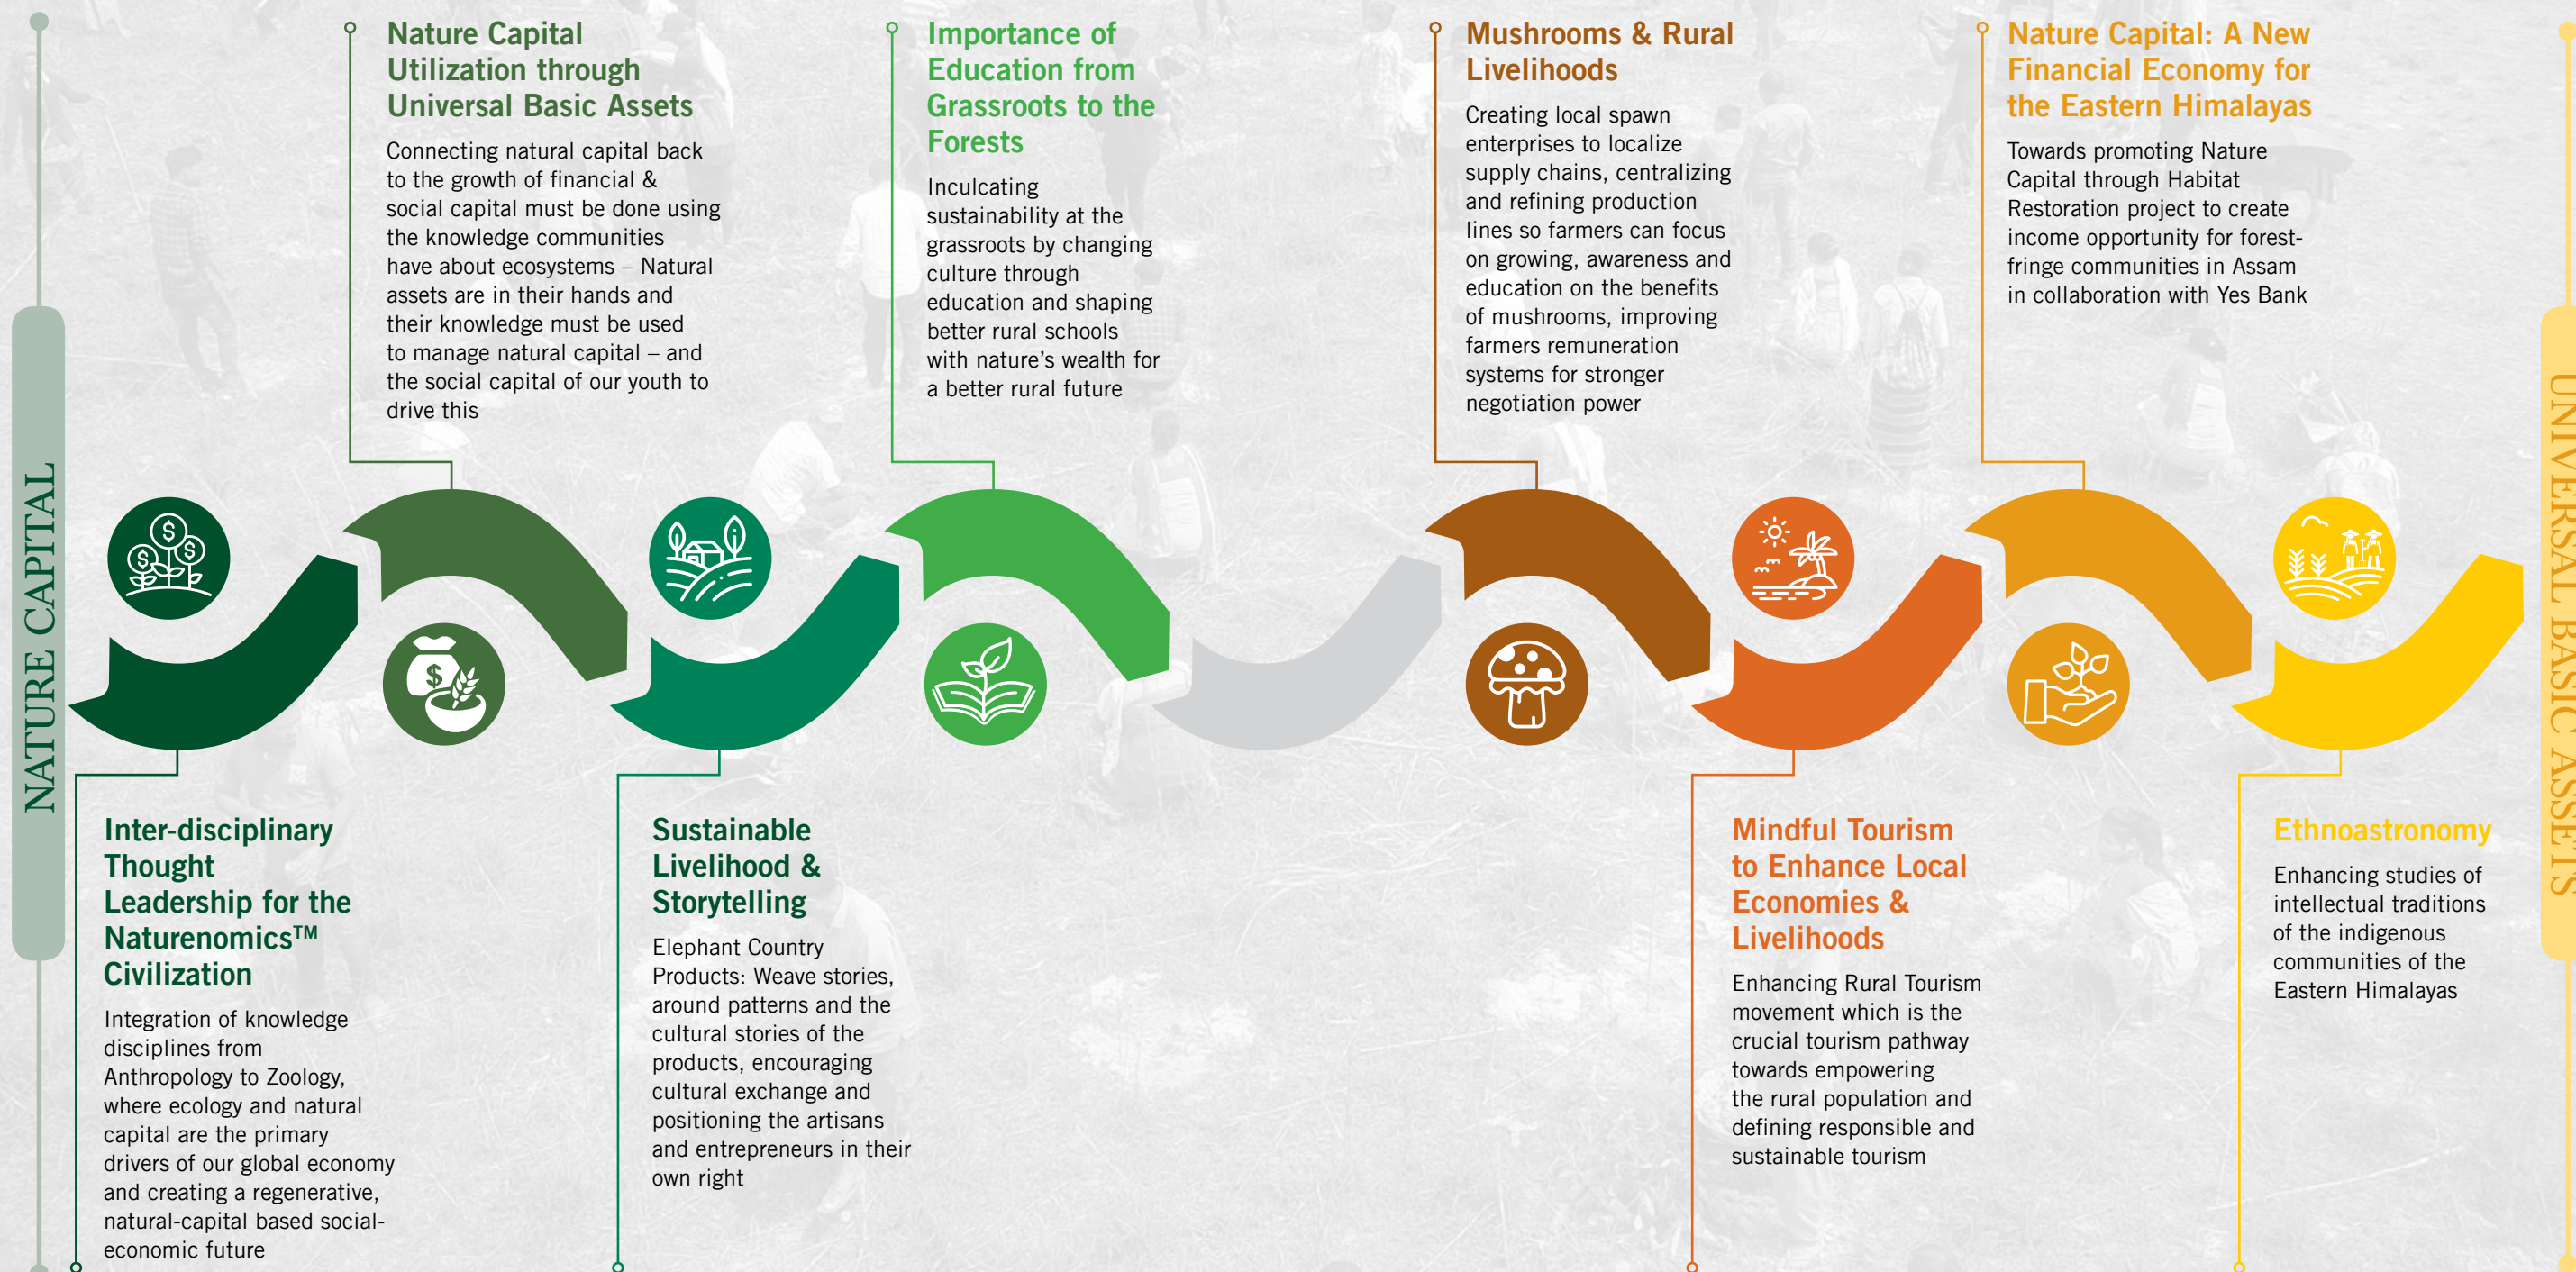 NATURE CAPITAL
Nature Capital
Utilization through
Universal Basic Assets
Connecting natural capital back
to the growth of financial &
social capital must be done using
the knowledge communities
have about ecosystems – Natural
assets are in their hands and
their knowledge must be used
to manage natural capital – and
the social capital of our youth to
drive this
Importance of
Education from
Grassroots to the
Forests
Inculcating
sustainability at the
grassroots by changing
culture through
education and shaping
better rural schools
with nature's wealth for
a better rural future
Mushrooms & Rural
Livelihoods
Creating local spawn
enterprises to localize
supply chains, centralizing
and refining production
lines so farmers can focus
on growing, awareness and
education on the benefits
of mushrooms, improving
farmers remuneration
systems for stronger
negotiation power
Nature Capital: A New
Financial Economy for
the Eastern Himalayas
Towards promoting Nature
Capital through Habitat
Restoration project to create
income opportunity for forest-
fringe communities in Assam
in collaboration with Yes Bank
Inter-disciplinary
Thought
Leadership for the
Naturenomics™
Civilization
Integration of knowledge
disciplines from
Anthropology to Zoology,
where ecology and natural
capital are the primary
drivers of our global economy
and creating a regenerative,
natural-capital based social-
economic future
Sustainable
Livelihood &
Storytelling
Elephant Country
Products: Weave stories,
around patterns and the
cultural stories of the
products, encouraging
cultural exchange and
positioning the artisans
and entrepreneurs in their
own right
Mindful Tourism
to Enhance Local
Economies &
Livelihoods
Enhancing Rural Tourism
movement which is the
crucial tourism pathway
towards empowering
the rural population and
defining responsible and
sustainable tourism
Ethnoastronomy
Enhancing studies of
intellectual traditions
of the indigenous
communities of the
Eastern Himalayas
UNIVERSAL BASIC ASSETS